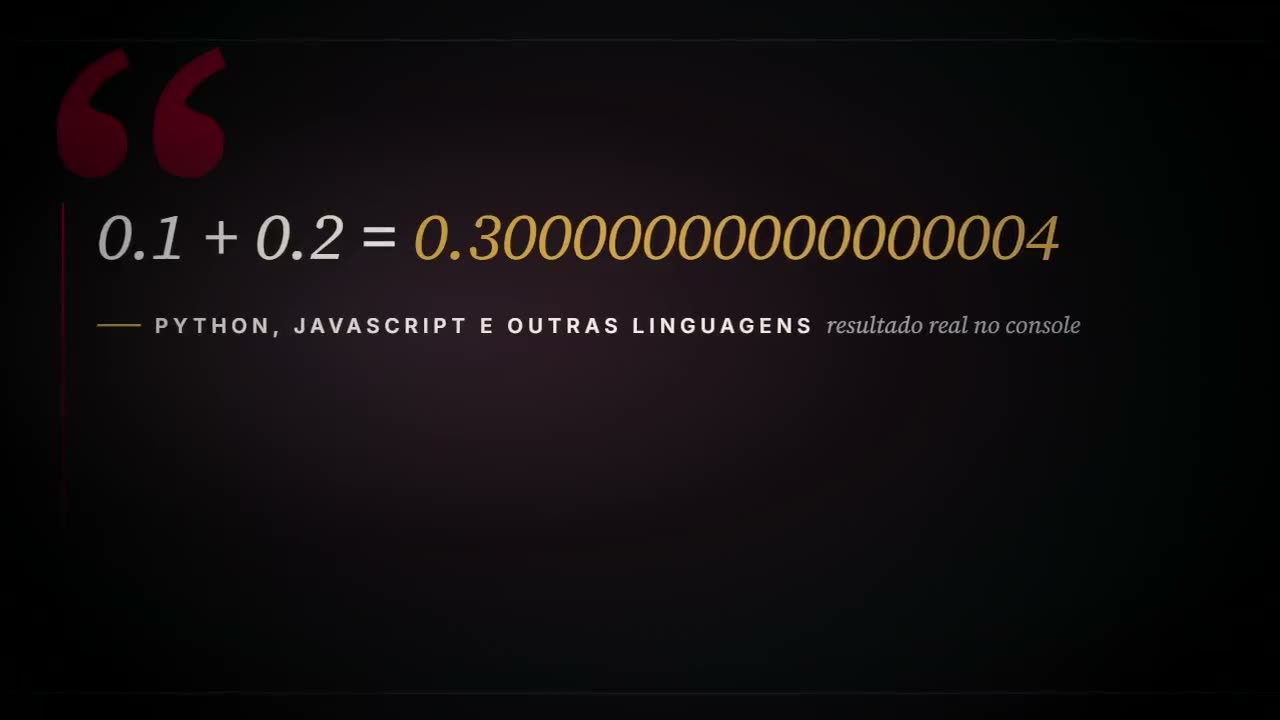 “
0.1 + 0.2 = 0.30000000000000004
— PYTHON, JAVASCRIPT E OUTRAS LINGUAGENS resultado real no console